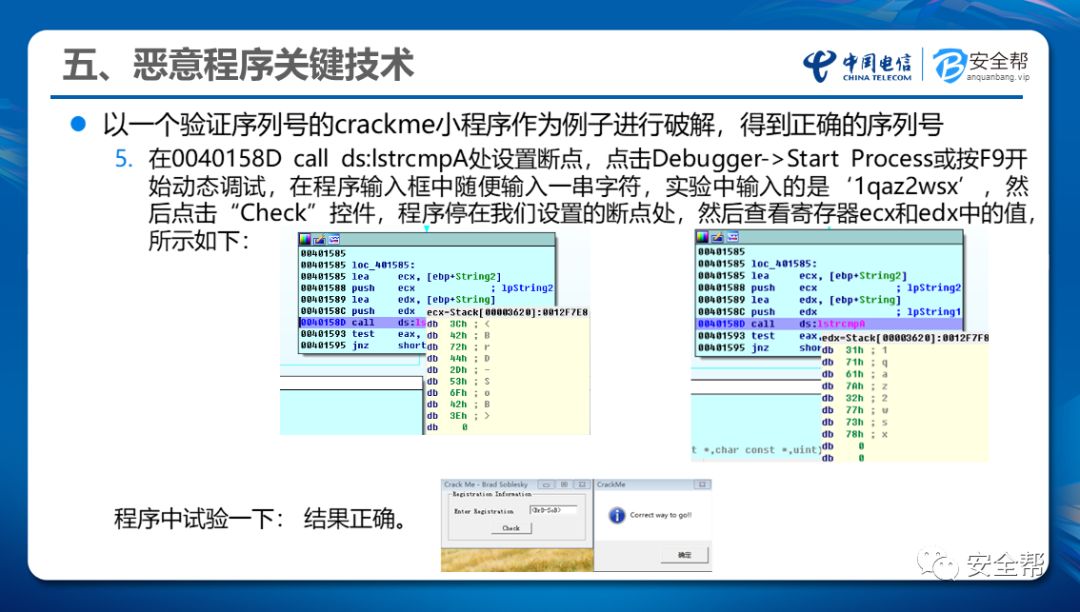 五、恶意程序关键技术
中国电信
CHINA TELECOM
安全帮
anquanbang.vip
以一个验证序列号的crackme小程序作为例子进行破解，得到正确的序列号
5. 在0040158D call ds:lstrcmpA处设置断点，点击Debugger->Start Process或按F9开
始动态调试，在程序输入框中随便输入一串字符，实验中输入的是‘1qaz2wsx’，然
后点击“Check”控件，程序停在我们设置的断点处，然后查看寄存器ecx和edx中的值，
所示如下：
00401585
00401585 loc_401585:
00401585 lea ecx, [ebp+String2]
00401588 push ecx ; lpString2
00401589 lea edx, [ebp+String]
0040158C push edx
0040158D call ds:ls
00401593 test eax,
00401595 jnz short
ecx=Stack[00003620]:0012F7E8
db 3Ch ; <
db 42h ; B
db 72h ; r
db 44h ; D
db 2Dh ; -
db 53h ; S
db 6Fh ; o
db 42h ; B
db 3Eh ; >
db 0
00401585
00401585 loc_401585:
00401585 lea ecx, [ebp+String2]
00401588 push ecx ; lpString2
00401589 lea edx, [ebp+String]
0040158C push edx ; lpString1
0040158D call ds:lstrcmpA
00401593 test eax,
00401595 jnz shor
edx=Stack[00003620]:0012F7F8
db 31h ; 1
db 71h ; q
db 61h ; a
db 7Ah ; z
db 32h ; 2
db 77h ; w
db 73h ; s
db 78h ; x
db 0
db 0
t *,char const *,uint)
程序中试验一下： 结果正确。
Crack Me - Brad Soblesky
Registration Information
Enter Registration
<BrD-SoB>
Check
CrackMe
Correct way to go!!
确定
安全帮